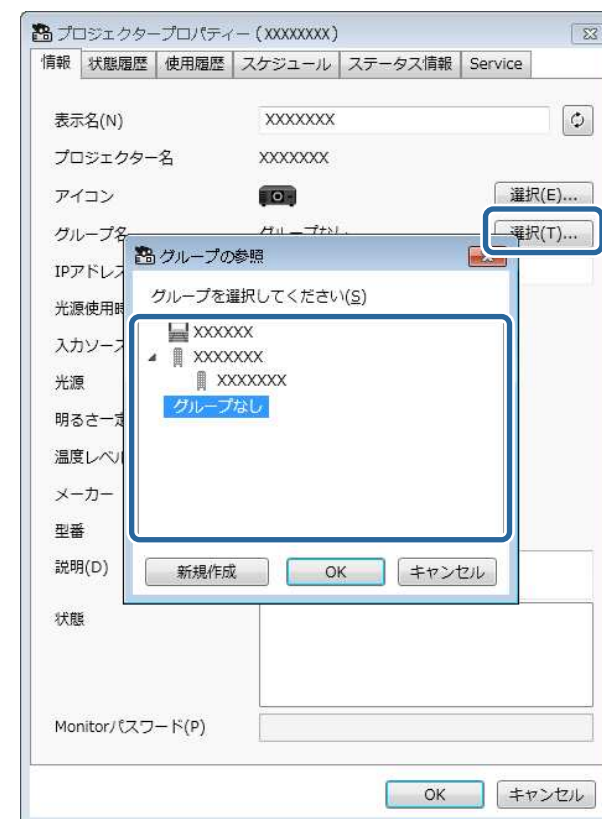 プロジェクタープロパティー (XXXXXXXX)
情報 状態履歴 使用履歴 スケジュール ステータス情報 Service
表示名(N) XXXXXXX
プロジェクター名 XXXXXXX
アイコン 選択(E)...
グループ名 グループなし 選択(T)...
グループの参照
IPアドレス
グループを選択してください(S)
光源使用時
XXXXXX
入力ソース
XXXXXXX
光源
XXXXXXX
グループなし
明るさ一定
温度レベル
メーカー
型番
説明(D)
新規作成 OK キャンセル
状態
Monitorパスワード(P)
OK キャンセル